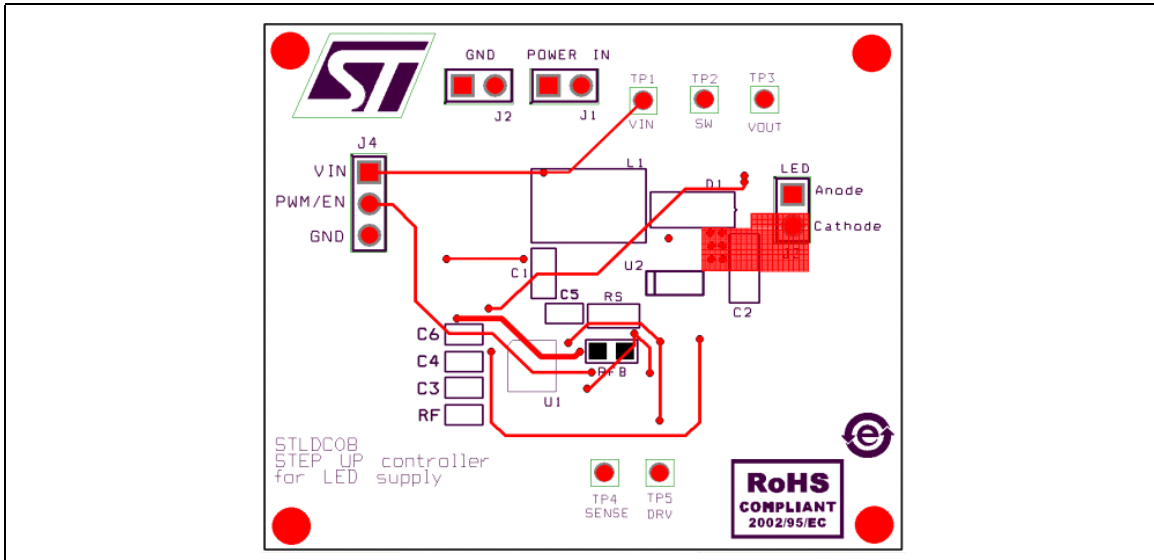 ST
GND
POWER IN
J2
J1
TP1
VIN
TP2
SW
TP3
VOUT
J4
VIN
PWM/EN
GND
L1
D1
LED
Anode
Cathode
C1
U2
C2
C5
RS
C6
C4
C3
RF
RFB
U1
STLDC08
STEP UP controller
for LED supply
TP4
SENSE
TP5
DRV
e
RoHS
COMPLIANT
2002/95/EC